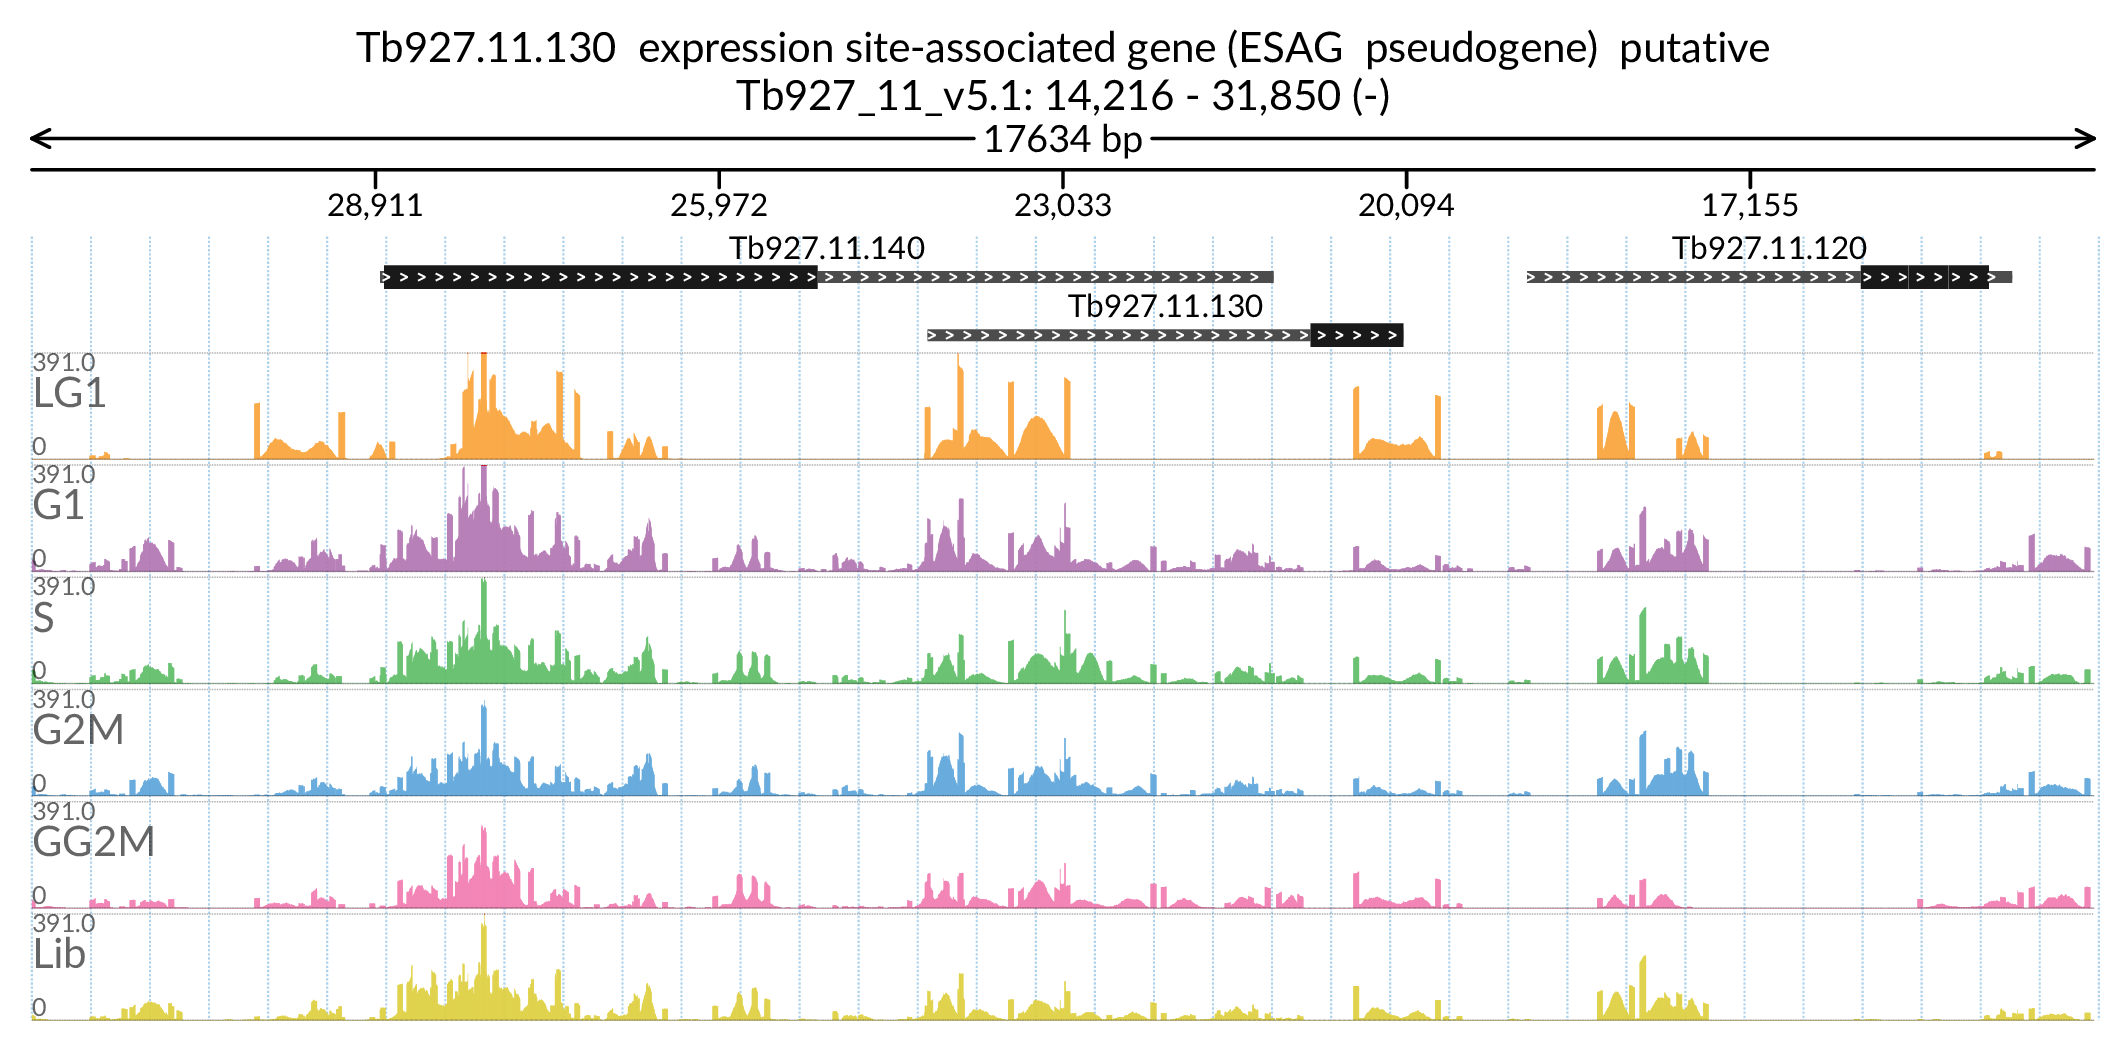 Tb927.11.130  expression site-associated gene (ESAG  pseudogene)  putative
Tb927_11_v5.1: 14,216 - 31,850 (-)
17634 bp
28,911 25,972 23,033 20,094 17,155
Tb927.11.140 Tb927.11.120
Tb927.11.130
391.0
LG1
0
391.0
G1
0
391.0
S
0
391.0
G2M
0
391.0
GG2M
0
391.0
Lib
0